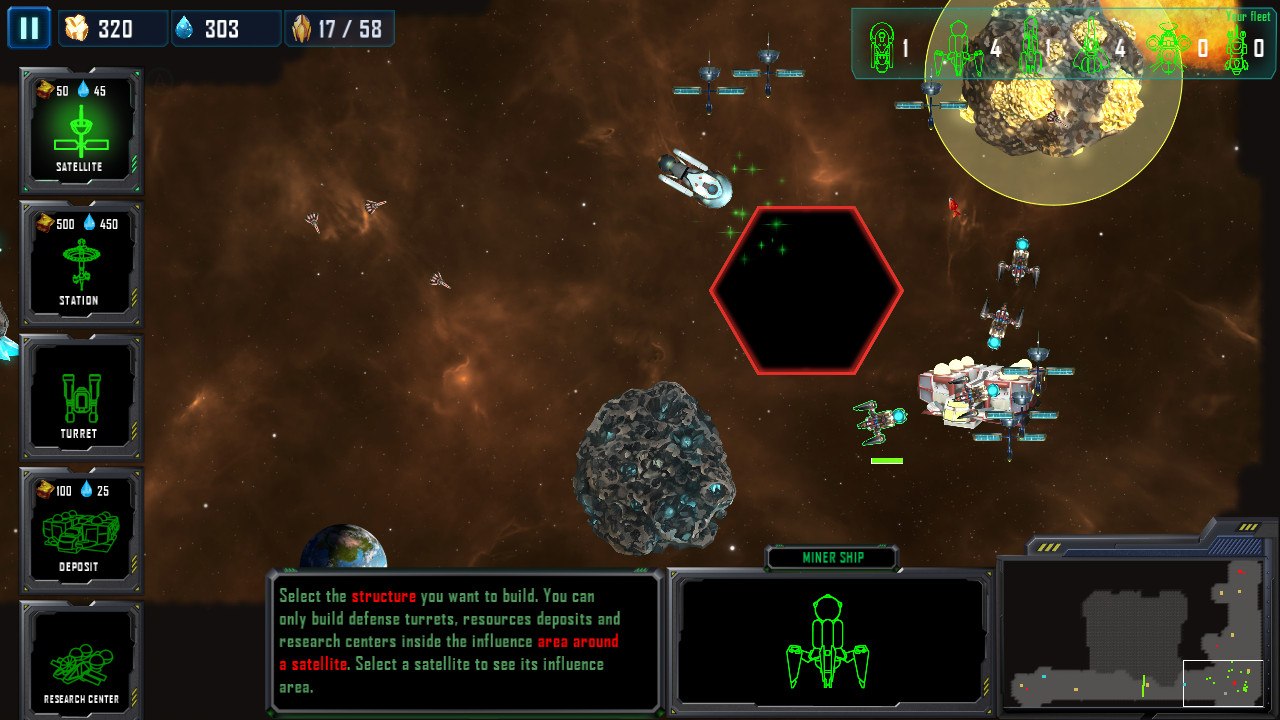 320
303
17 / 58
Your fleet
1
4
1
4
0
0
50
45
SATELLITE
500
450
STATION
TURRET
100
25
DEPOSIT
RESEARCH CENTER
Select the structure you want to build. You can
only build defense turrets, resources deposits and
research centers inside the influence area around
a satellite. Select a satellite to see its influence
area.
MINER SHIP